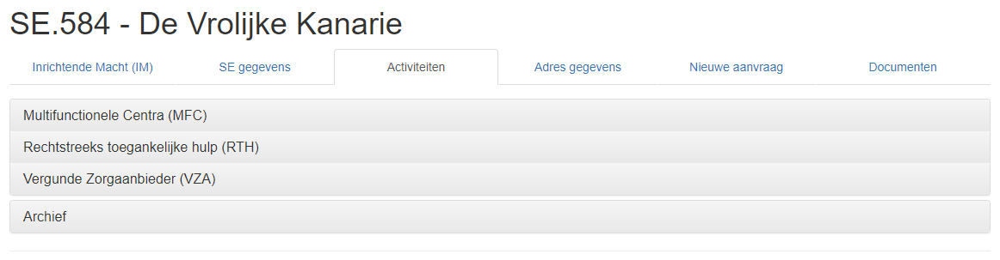 SE.584 - De Vrolijke Kanarie
Inrichtende Macht (IM) SE gegevens Activiteiten Adres gegevens Nieuwe aanvraag Documenten
Multifunctionele Centra (MFC)
Rechtstreeks toegankelijke hulp (RTH)
Vergunde Zorgaanbieder (VZA)
Archief